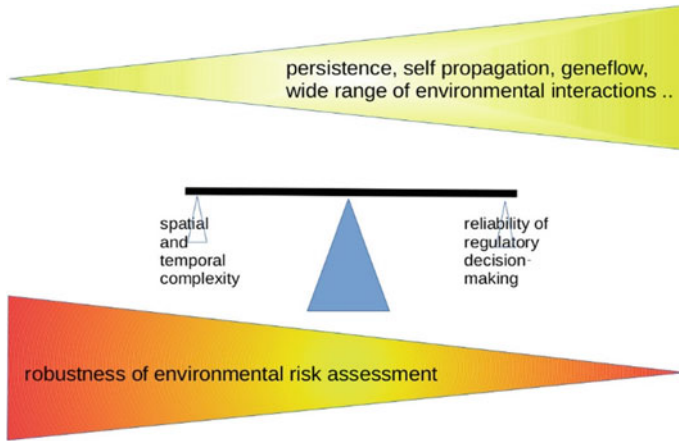 persistence, self propagation, geneflow,
wide range of environmental interactions ..
spatial
and
temporal
complexity
reliability of
regulatory
decision-
making
robustness of environmental risk assessment